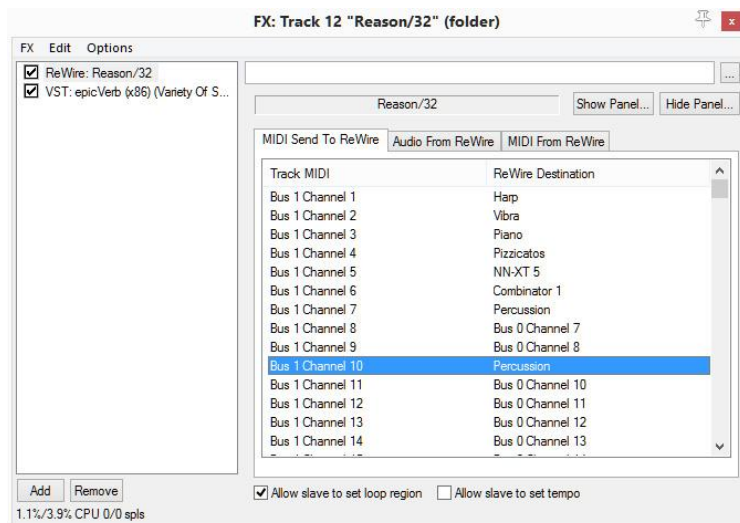 FX: Track 12 "Reason/32" (folder)
x
FX Edit Options
ReWire: Reason/32
VST: epicVerb (x86) (Variety Of S...
...
Reason/32 Show Panel... Hide Panel...
MIDI Send To ReWire Audio From ReWire MIDI From ReWire
Track MIDI ReWire Destination
Bus 1 Channel 1 Harp
Bus 1 Channel 2 Vibra
Bus 1 Channel 3 Piano
Bus 1 Channel 4 Pizzicatos
Bus 1 Channel 5 NN-XT 5
Bus 1 Channel 6 Combinator 1
Bus 1 Channel 7 Percussion
Bus 1 Channel 8 Bus 0 Channel 7
Bus 1 Channel 9 Bus 0 Channel 8
Bus 1 Channel 10 Percussion
Bus 1 Channel 11 Bus 0 Channel 10
Bus 1 Channel 12 Bus 0 Channel 11
Bus 1 Channel 13 Bus 0 Channel 12
Bus 1 Channel 14 Bus 0 Channel 13
Add Remove
Allow slave to set loop region Allow slave to set tempo
1.1%/3.9% CPU 0/0 spls